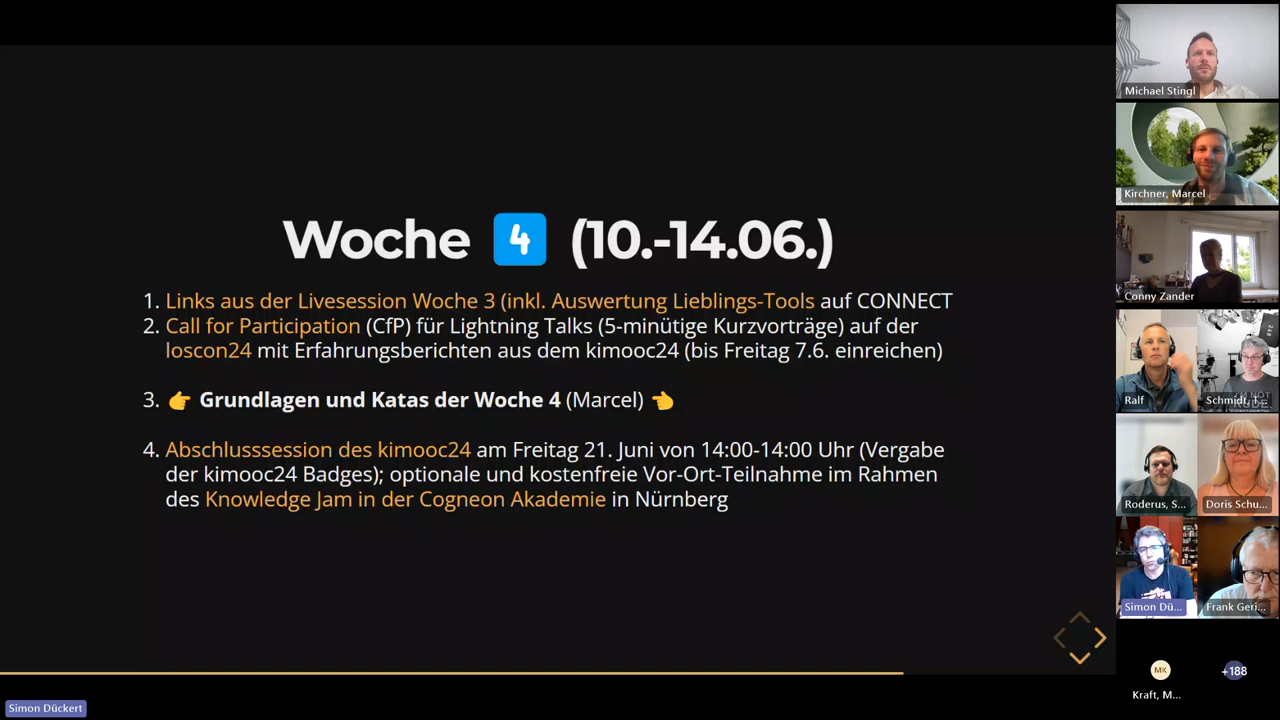 Woche 4 (10.-14.06.)
1. Links aus der Livesession Woche 3 (inkl. Auswertung Lieblings-Tools auf CONNECT
2. Call for Participation (CfP) für Lightning Talks (5-minütige Kurzvorträge) auf der
loscon24 mit Erfahrungsberichten aus dem kimooc24 (bis Freitag 7.6. einreichen)
3. 👉 Grundlagen und Katas der Woche 4 (Marcel) 👈
4. Abschlusssession des kimooc24 am Freitag 21. Juni von 14:00-14:00 Uhr (Vergabe
der kimooc24 Badges); optionale und kostenfreie Vor-Ort-Teilnahme im Rahmen
des Knowledge Jam in der Cogneon Akademie in Nürnberg
Simon Dückert
Michael Stingl
Kirchner, Marcel
Conny Zander
Ralf
Schmidt, ...
Roderus, S...
Doris Schu...
Simon Dü...
Frank Geri...
MK
+188
Kraft, M...